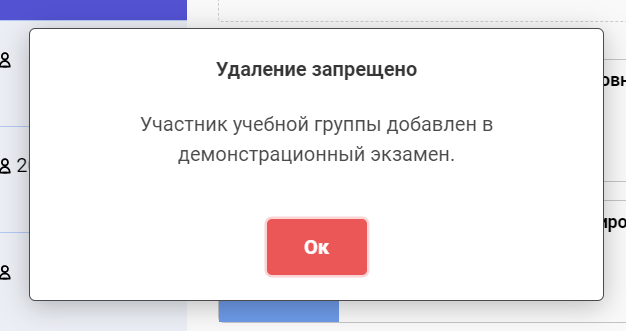 Удаление запрещено
Участник учебной группы добавлен в
демонстрационный экзамен.
Ок